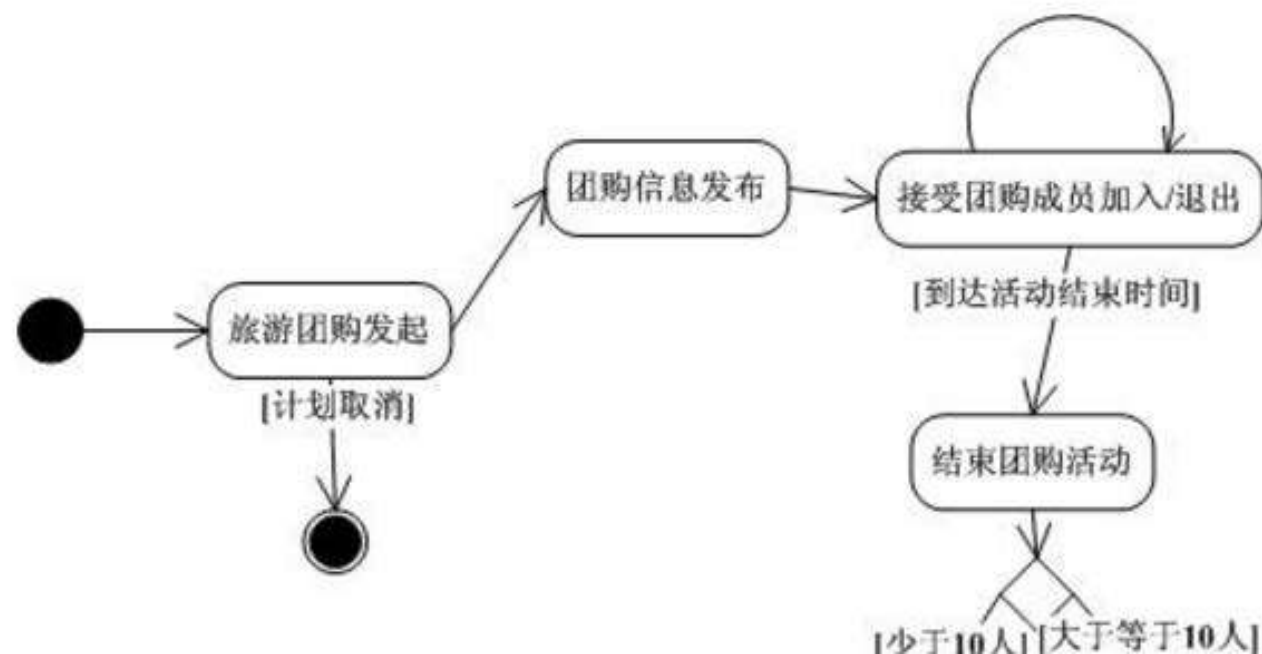 团购信息发布
接受团购成员加入/退出
旅游团购发起
[到达活动结束时间]
[计划取消]
结束团购活动
[少于10人]
[大于等于10人]